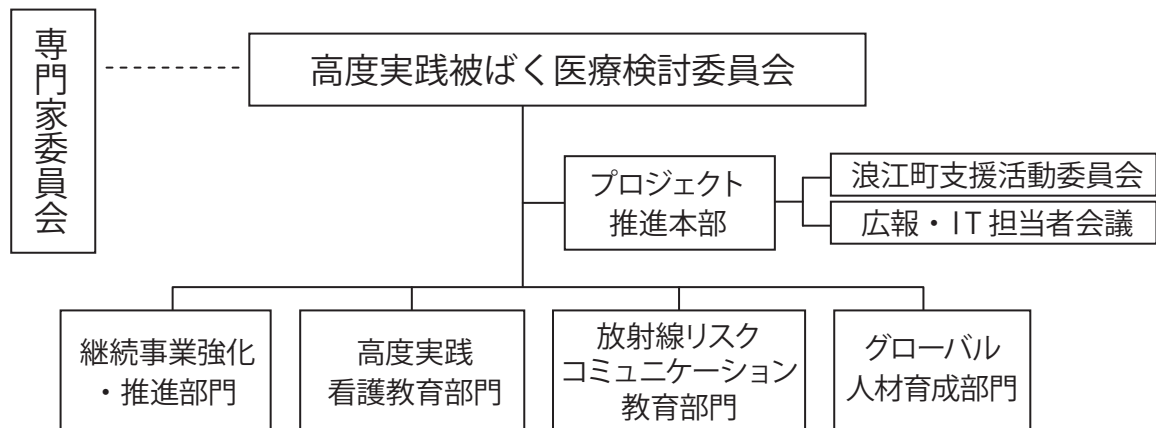 専門家委員会
高度実践被ばく医療検討委員会
プロジェクト
推進本部
浪江町支援活動委員会
広報・IT 担当者会議
継続事業強化
・推進部門
高度実践
看護教育部門
放射線リスク
コミュニケーション
教育部門
グローバル
人材育成部門